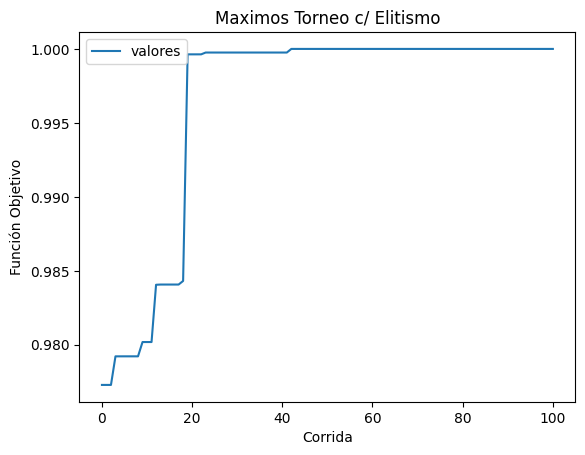 Maximos Torneo c/ Elitismo
valores
1.000
0.995
0.990
0.985
0.980
Función Objetivo
0
20
40
60
80
100
Corrida